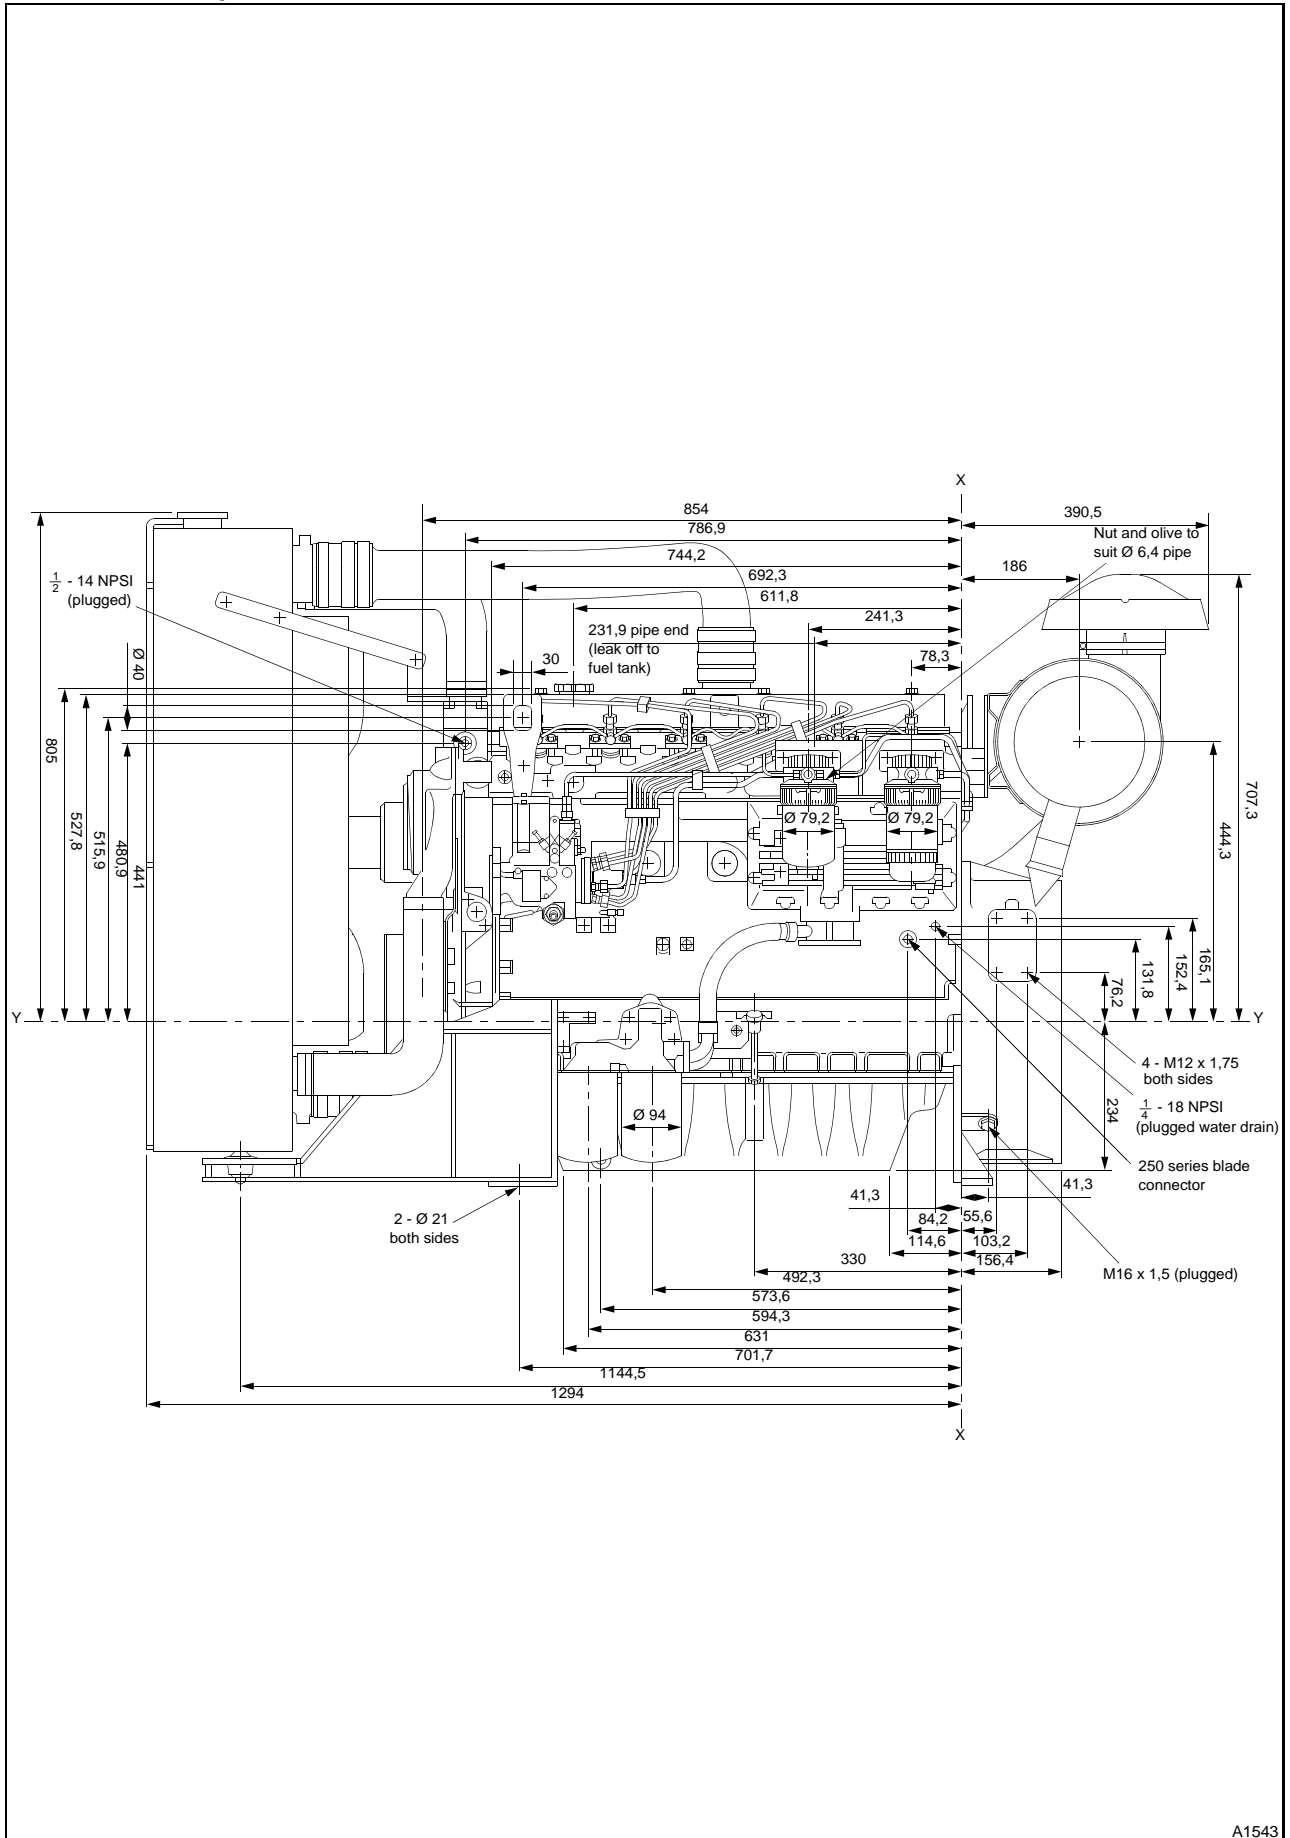 X
854
390,5
786,9
Nut and olive to
suit Ø 6,4 pipe
744,2
186
692,3
1/2 - 14 NPSI
(plugged)
611,8
241,3
231,9 pipe end
(leak off to
fuel tank)
30
78,3
Ø 40
805
527,8
515,9
480,9
441
707,3
444,3
Ø 79,2
Ø 79,2
165,1
152,4
131,8
76,2
Y
Y
4 - M12 x 1,75
both sides
234
1/4 - 18 NPSI
(plugged water drain)
Ø 94
250 series blade
connector
41,3
41,3
2 - Ø 21
both sides
84,2
55,6
114,6
103,2
330
156,4
M16 x 1,5 (plugged)
492,3
573,6
594,3
631
701,7
1144,5
1294
X
A1543